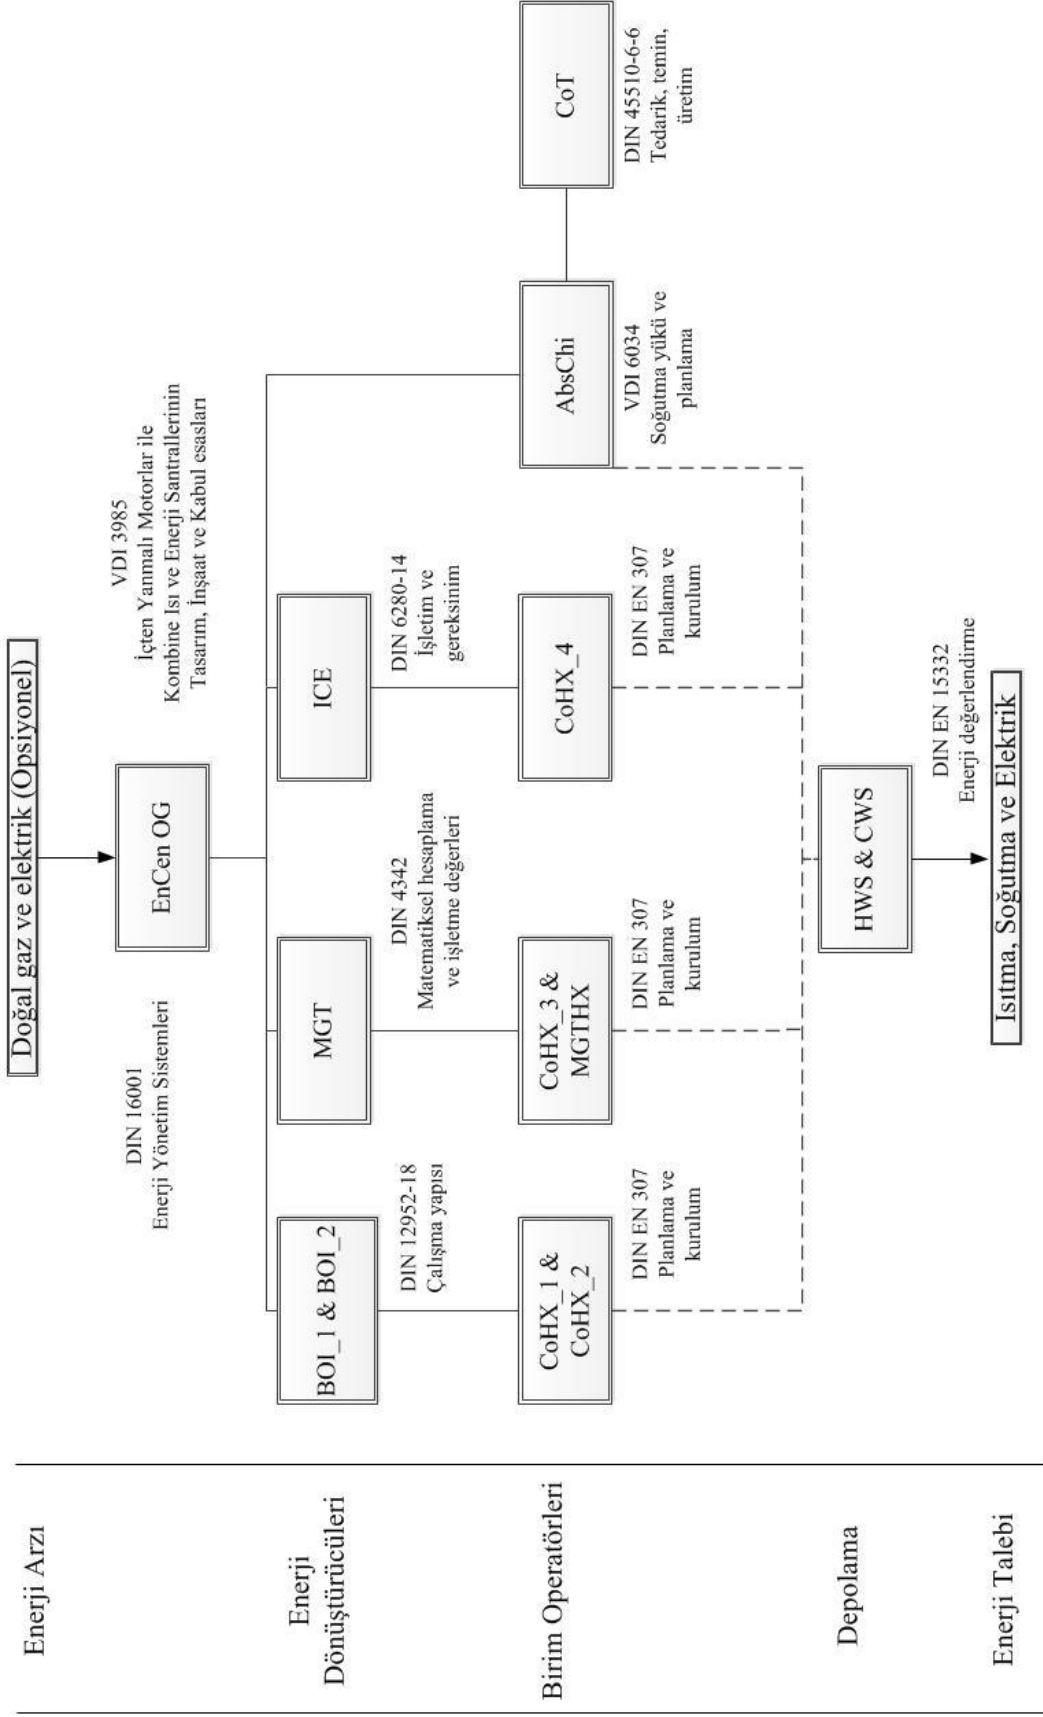 Enerji Arzı
Doğal gaz ve elektrik (Opsiyonel)
DIN 16001
Enerji Yönetim Sistemleri
EnCen OG
VDI 3985
İçten Yanmalı Motorlar ile
Kombine Isı ve Enerji Santrallerinin
Tasarım, İnşaat ve Kabul esasları
Enerji
Dönüştürücüleri
BOI_1 & BOI_2
MGT
ICE
DIN 12952-18
Çalışma yapısı
DIN 4342
Matematiksel hesaplama
ve işletme değerleri
DIN 6280-14
İşletim ve
gereksinim
Birim Operatörleri
CoHX_1 &
CoHX_2
CoHX_3 &
MGTHX
CoHX_4
AbsChi
CoT
DIN EN 307
Planlama ve
kurulum
DIN EN 307
Planlama ve
kurulum
DIN EN 307
Planlama ve
kurulum
VDI 6034
Soğutma yükü ve
planlama
DIN 45510-6-6
Tedarik, temin,
üretim
Depolama
HWS & CWS
DIN EN 15332
Enerji değerlendirme
Enerji Talebi
Isıtma, Soğutma ve Elektrik